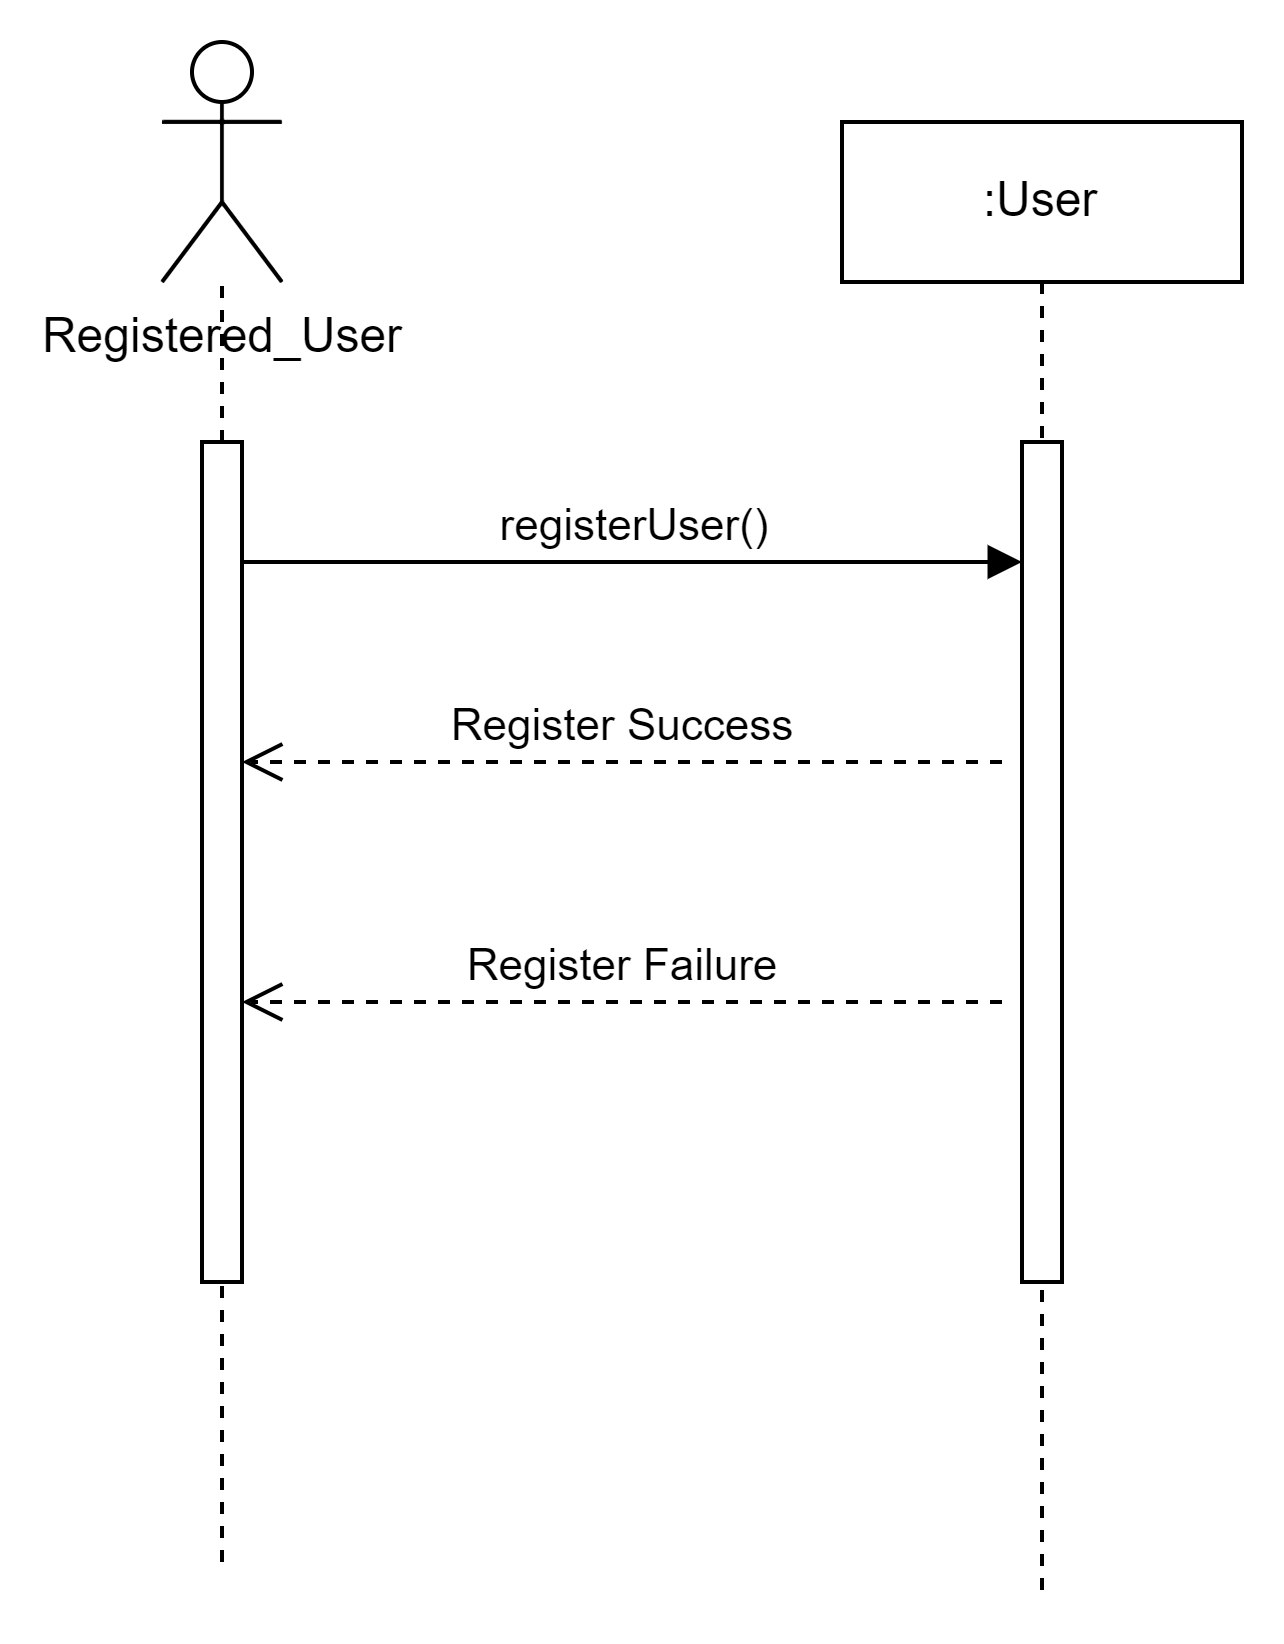 :User
Registered_User
registerUser()
Register Success
Register Failure